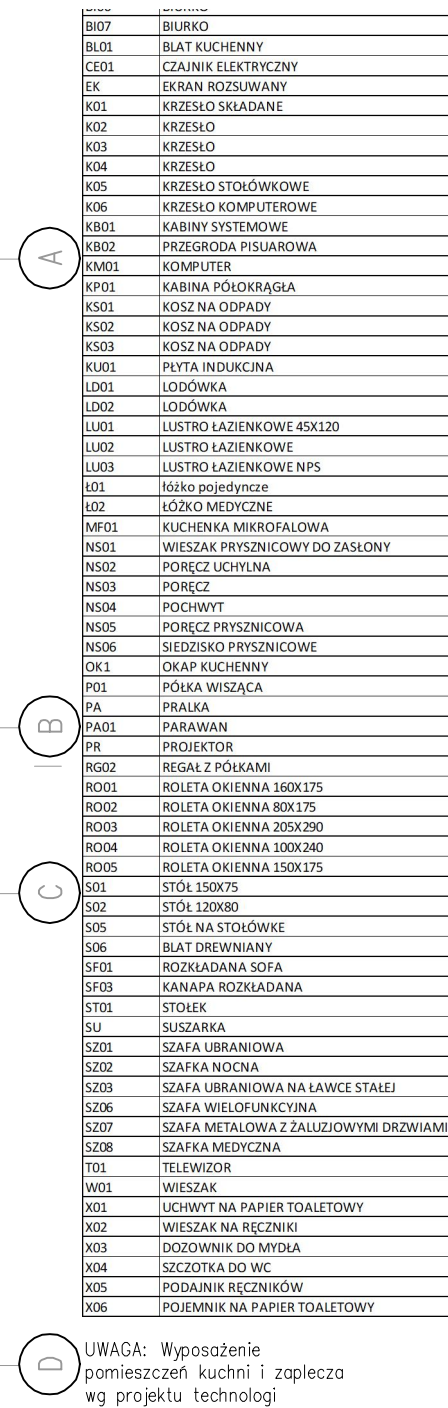 BI07 BIURKO
BL01 BLAT KUCHENNY
CE01 CZAJNIK ELEKTRYCZNY
EK EKRAN ROZSUWANY
K01 KRZESŁO SKŁADANE
K02 KRZESŁO
K03 KRZESŁO
K04 KRZESŁO
K05 KRZESŁO STOŁÓWKOWE
K06 KRZESŁO KOMPUTEROWE
KB01 KABINY SYSTEMOWE
KB02 PRZEGRODA PISUAROWA
A
KM01 KOMPUTER
KP01 KABINA PÓŁOKRĄGŁA
KS01 KOSZ NA ODPADY
KS02 KOSZ NA ODPADY
KS03 KOSZ NA ODPADY
KU01 PŁYTA INDUKCJNA
LD01 LODÓWKA
LD02 LODÓWKA
LU01 LUSTRO ŁAZIENKOWE 45X120
LU02 LUSTRO ŁAZIENKOWE
LU03 LUSTRO ŁAZIENKOWE NPS
Ł01 łóżko pojedyncze
Ł02 ŁÓŻKO MEDYCZNE
MF01 KUCHENKA MIKROFALOWA
NS01 WIESZAK PRYSZNICOWY DO ZASŁONY
NS02 PORĘCZ UCHYLNA
NS03 PORĘCZ
NS04 POCHWYT
NS05 PORĘCZ PRYSZNICOWA
NS06 SIEDZISKO PRYSZNICOWE
OK1 OKAP KUCHENNY
P01 PÓŁKA WISZĄCA
PA PRALKA
B
PA01 PARAWAN
PR PROJEKTOR
RG02 REGAŁ Z PÓŁKAMI
RO01 ROLETA OKIENNA 160X175
RO02 ROLETA OKIENNA 80X175
RO03 ROLETA OKIENNA 205X290
RO04 ROLETA OKIENNA 100X240
RO05 ROLETA OKIENNA 150X175
C
S01 STÓŁ 150X75
S02 STÓŁ 120X80
S05 STÓŁ NA STOŁÓWKE
S06 BLAT DREWNIANY
SF01 ROZKŁADANA SOFA
SF03 KANAPA ROZKŁADANA
ST01 STOŁEK
SU SUSZARKA
SZ01 SZAFA UBRANIOWA
SZ02 SZAFKA NOCNA
SZ03 SZAFA UBRANIOWA NA ŁAWCE STAŁEJ
SZ06 SZAFA WIELOFUNKCYJNA
SZ07 SZAFA METALOWA Z ŻALUZJOWYMI DRZWIAMI
SZ08 SZAFKA MEDYCZNA
T01 TELEWIZOR
W01 WIESZAK
X01 UCHWYT NA PAPIER TOALETOWY
X02 WIESZAK NA RĘCZNIKI
X03 DOZOWNIK DO MYDŁA
X04 SZCZOTKA DO WC
X05 PODAJNIK RĘCZNIKÓW
X06 POJEMNIK NA PAPIER TOALETOWY
D
UWAGA: Wyposażenie
pomieszczeń kuchni i zaplecza
wg projektu technologi